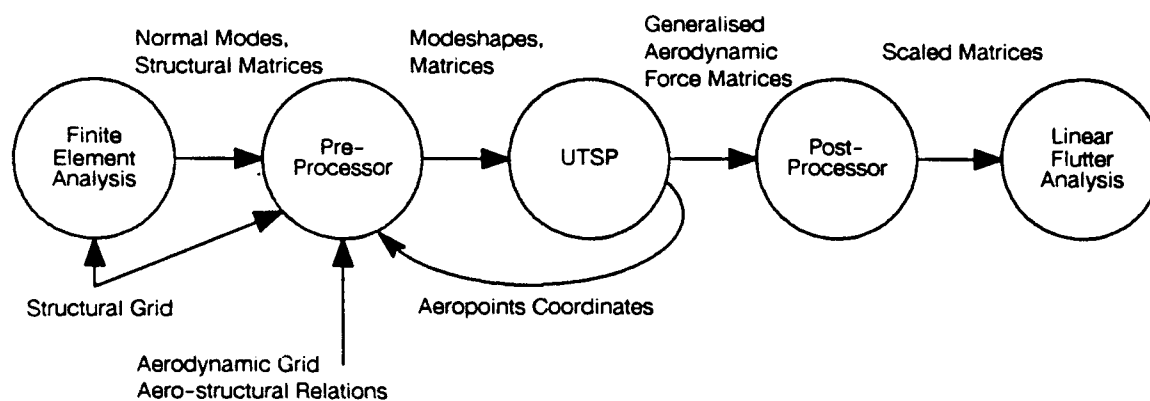 Normal Modes,
Structural Matrices
Modeshapes,
Matrices
Generalised
Aerodynamic
Force Matrices
Scaled Matrices
Finite
Element
Analysis
Pre-
Processor
UTSP
Post-
Processor
Linear
Flutter
Analysis
Structural Grid
Aeropoints Coordinates
Aerodynamic Grid
Aero-structural Relations